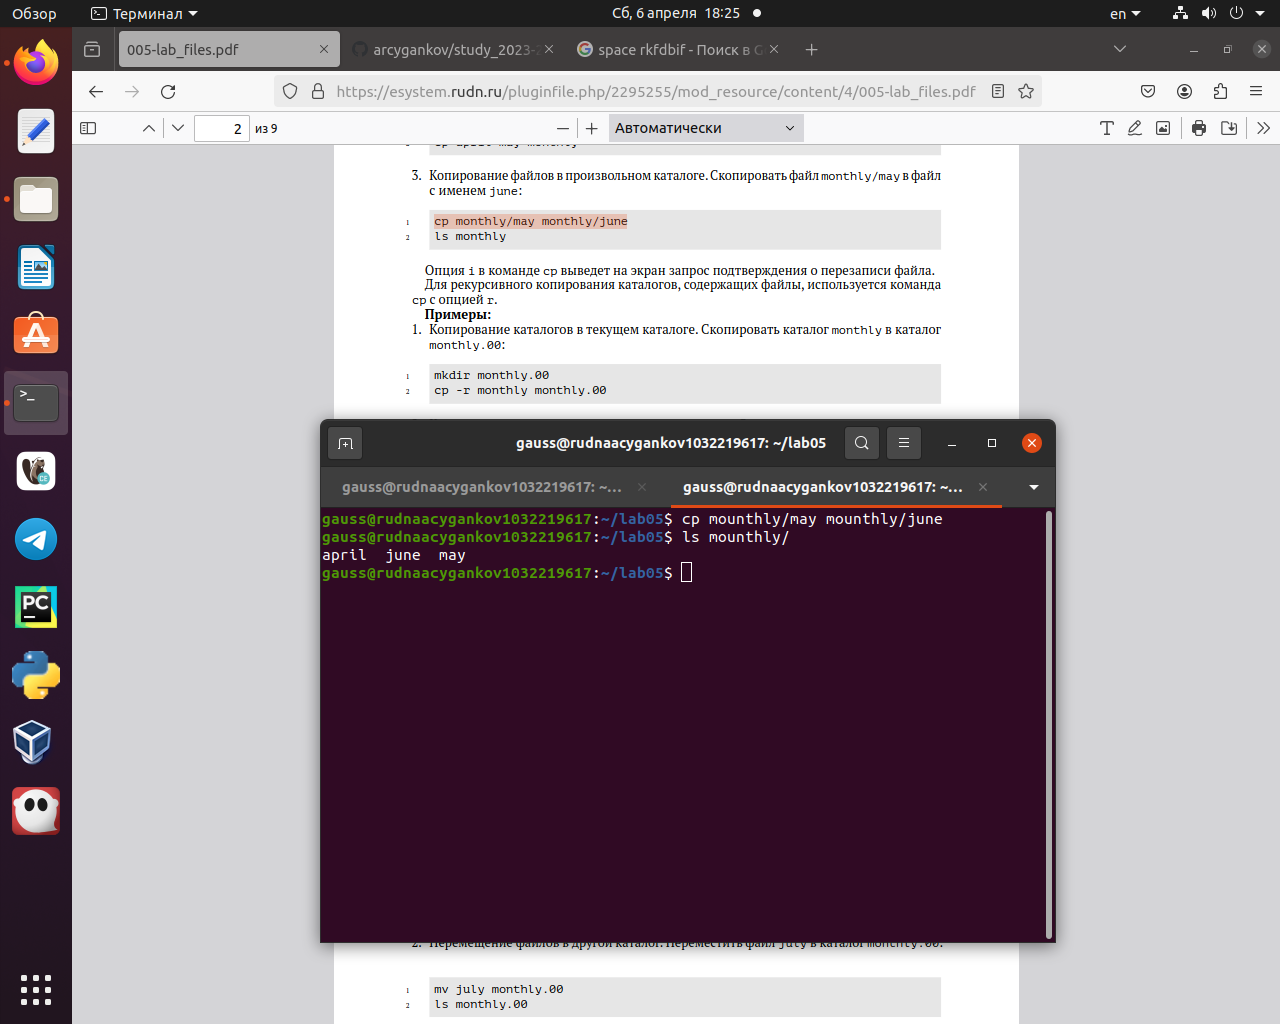 Обзор
Терминал
Сб, 6 апреля 18:25
en
005-lab_files.pdf
arcygankov/study_2023-2
space rkfdbif - Поиск в G
https://esystem.rudn.ru/pluginfile.php/2295255/mod_resource/content/4/005-lab_files.pdf
2
из 9
Автоматически
3. Копирование файлов в произвольном каталоге. Скопировать файл monthly/may в файл
с именем june:
1 cp monthly/may monthly/june
2 ls monthly
Опция i в команде cp выведет на экран запрос подтверждения о перезаписи файла.
Для рекурсивного копирования каталогов, содержащих файлы, используется команда
cp с опцией r.
Примеры:
1. Копирование каталогов в текущем каталоге. Скопировать каталог monthly в каталог
monthly.00:
1 mkdir monthly.00
2 cp -r monthly monthly.00
gauss@rudnaacygankov1032219617: ~/lab05
gauss@rudnaacygankov1032219617: ~...
gauss@rudnaacygankov1032219617: ~...
gauss@rudnaacygankov1032219617:~/lab05$ cp mounthly/may mounthly/june
gauss@rudnaacygankov1032219617:~/lab05$ ls mounthly/
april june may
gauss@rudnaacygankov1032219617:~/lab05$
2. Перемещение файлов в другой каталог. Переместить файл july в каталог monthly.00:
1 mv july monthly.00
2 ls monthly.00
>_
CE
PC